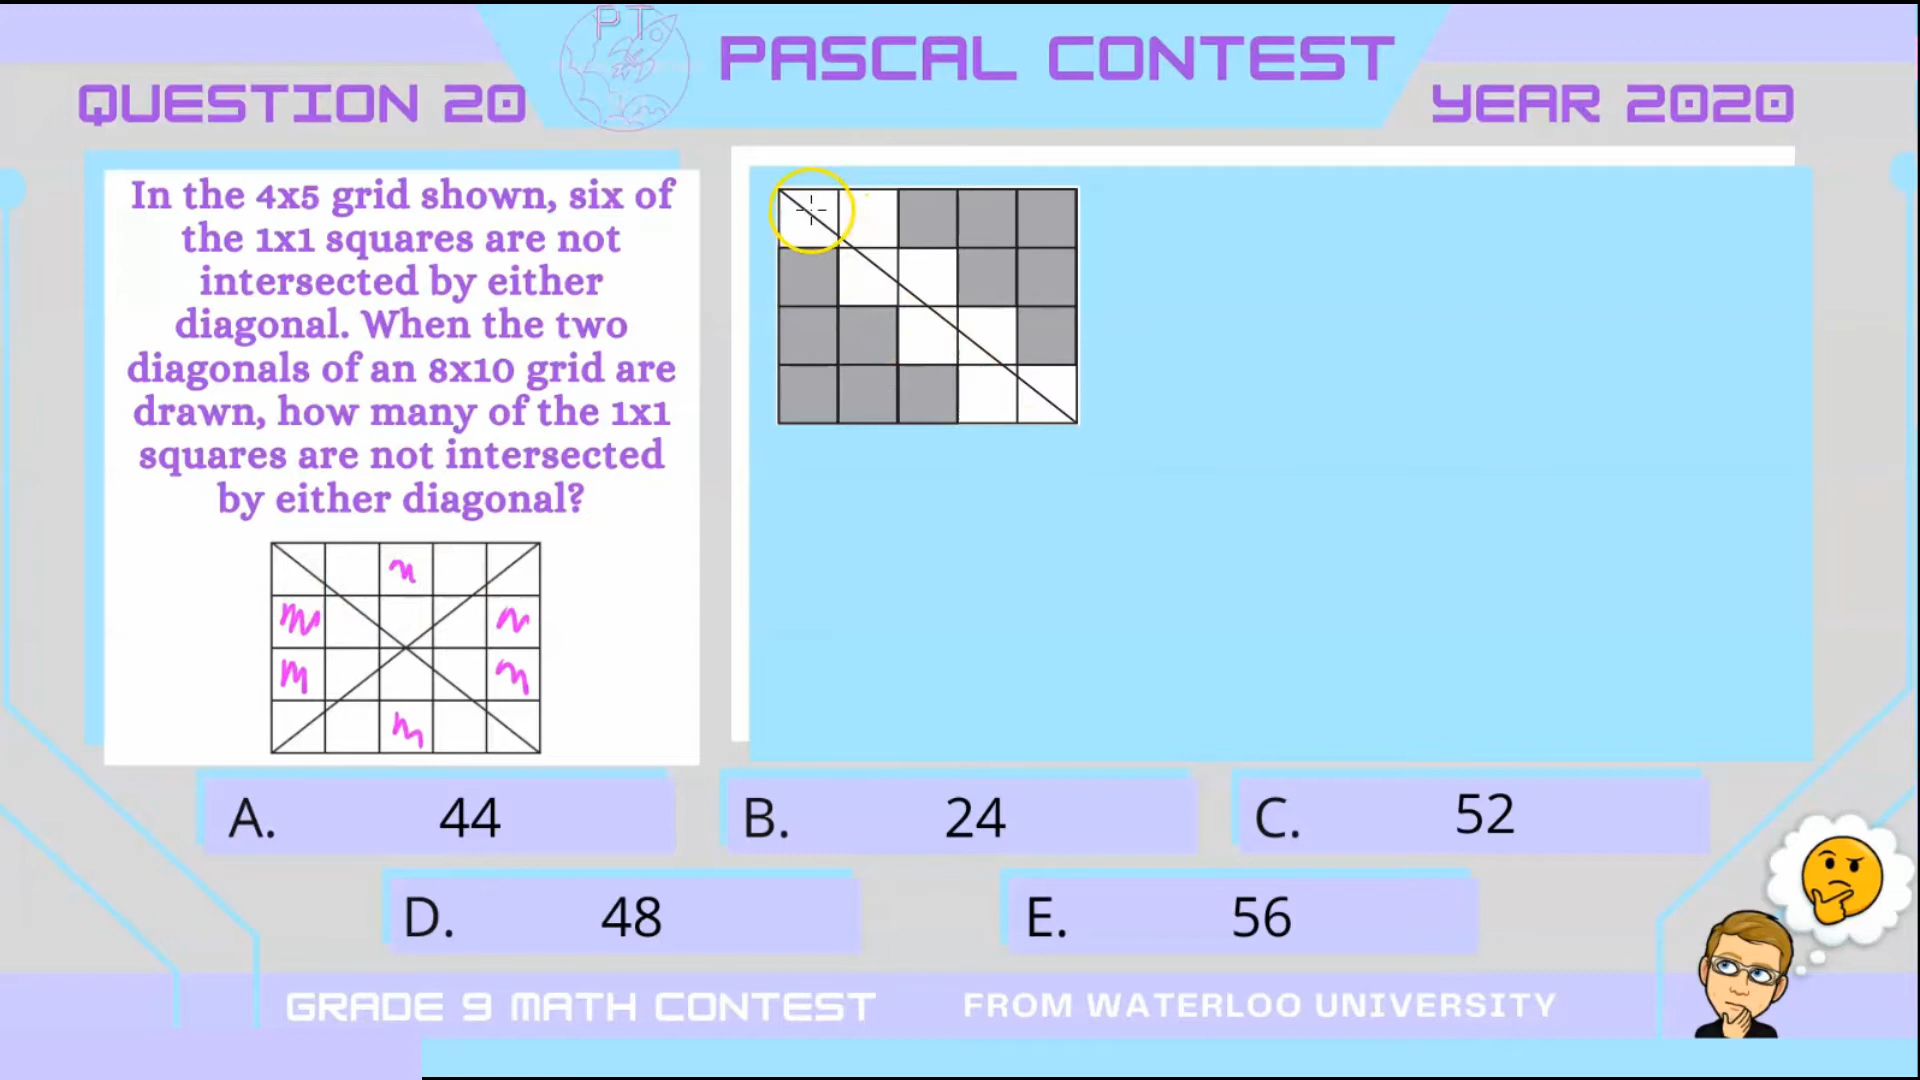 PT
PASCAL CONTEST
QUESTION 20
YEAR 2020
In the 4x5 grid shown, six of
the 1x1 squares are not
intersected by either
diagonal. When the two
diagonals of an 8x10 grid are
drawn, how many of the 1x1
squares are not intersected
by either diagonal?
A. 44
B. 24
C. 52
D. 48
E. 56
GRADE 9 MATH CONTEST
FROM WATERLOO UNIVERSITY